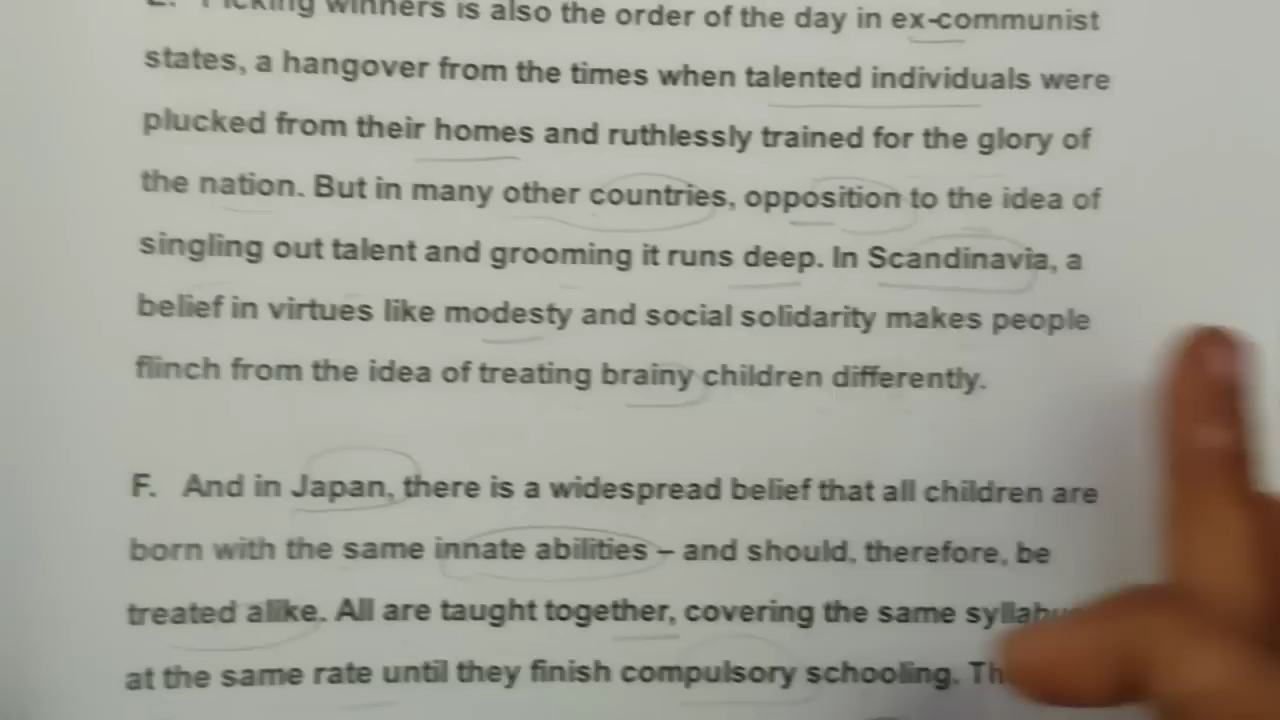 E. Picking winners is also the order of the day in ex-communist
states, a hangover from the times when talented individuals were
plucked from their homes and ruthlessly trained for the glory of
the nation. But in many other countries, opposition to the idea of
singling out talent and grooming it runs deep. In Scandinavia, a
belief in virtues like modesty and social solidarity makes people
flinch from the idea of treating brainy children differently.
F. And in Japan, there is a widespread belief that all children are
born with the same innate abilities – and should, therefore, be
treated alike. All are taught together, covering the same
at the same rate until they finish compulsory schooling.